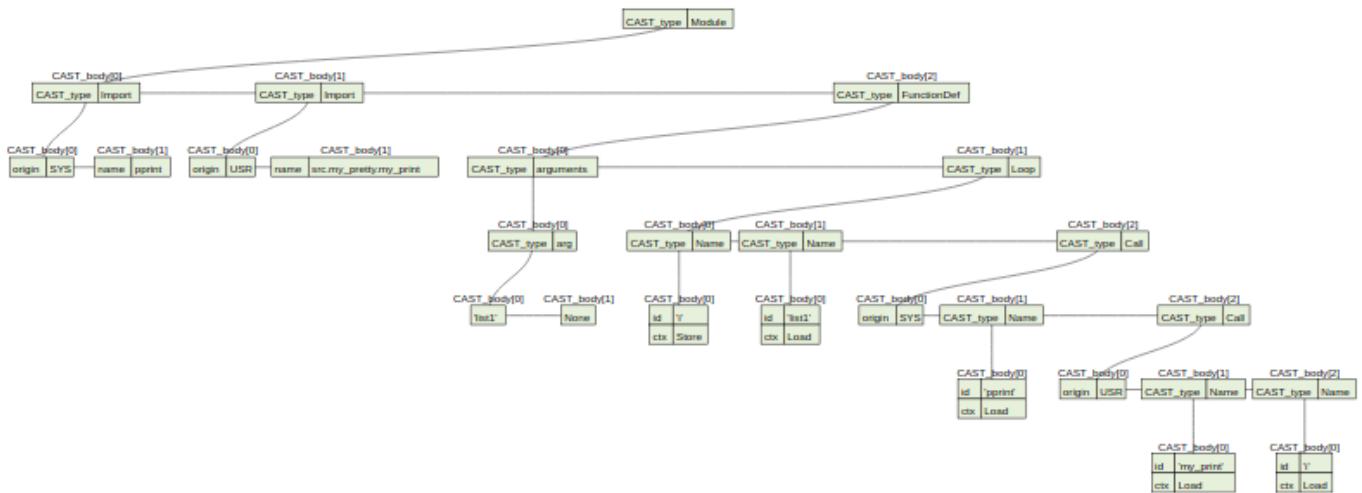 CAST_type Module
CAST_body[0] CAST_body[1] CAST_body[2]
CAST_type Import CAST_type Import CAST_type FunctionDef
CAST_body[0] CAST_body[1] CAST_body[0] CAST_body[1] CAST_body[0] CAST_body[1]
origin SYS name pprint origin USR name src.my_pretty.my_print CAST_type arguments CAST_type Loop
CAST_body[0] CAST_body[0] CAST_body[1] CAST_body[2]
CAST_type arg CAST_type Name CAST_type Name CAST_type Call
CAST_body[0] CAST_body[1] CAST_body[0] CAST_body[0] CAST_body[0] CAST_body[1] CAST_body[2]
'list1' None id 'i' id 'list1' origin SYS CAST_type Name CAST_type Call
ctx Store ctx Load
CAST_body[0] CAST_body[0] CAST_body[1] CAST_body[2]
id 'pprint' origin USR CAST_type Name CAST_type Name
ctx Load
CAST_body[0] CAST_body[0]
id 'my_print' id 'i'
ctx Load ctx Load